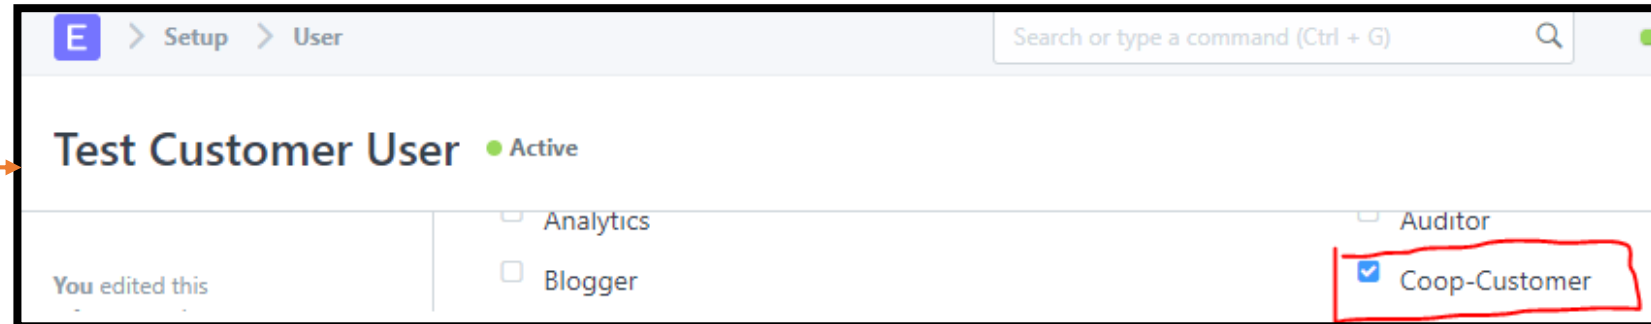 E > Setup > User
Search or type a command (Ctrl + G)
Test Customer User Active
Analytics
Auditor
You edited this
Blogger
Coop-Customer